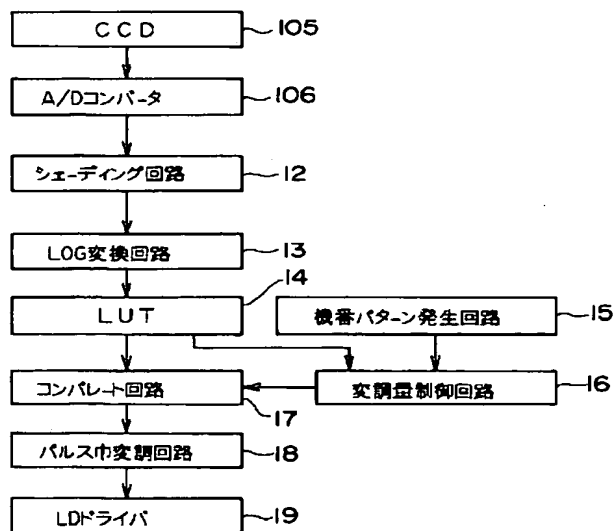 CCD 105
A/Dコンバータ 106
シェーディング回路 12
LOG変換回路 13
LUT 14
機番パターン発生回路 15
変調量制御回路 16
コンパレート回路 17
パルス巾変調回路 18
LDドライバ 19